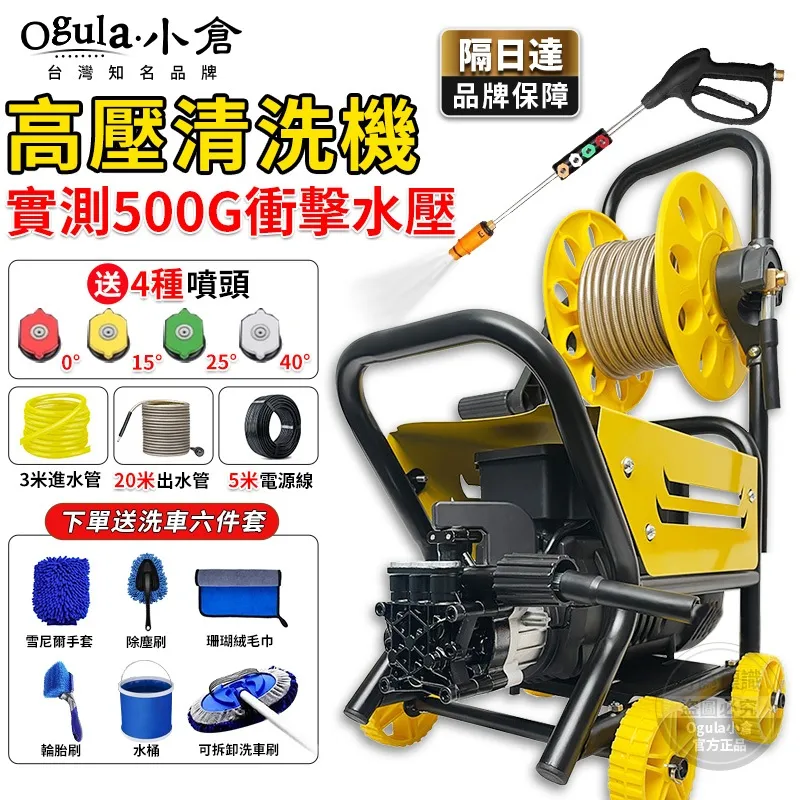 Ogula·小倉
台灣知名品牌
隔日達
品牌保障
高壓清洗機
實測500G衝擊水壓
送4種噴頭
0° 15° 25° 40°
3米進水管 20米出水管 5米電源線
下單送洗車六件套
雪尼爾手套 除塵刷 珊瑚絨毛巾
輪胎刷 水桶 可拆卸洗車刷
盜圖必究
Ogula小倉
官方正品